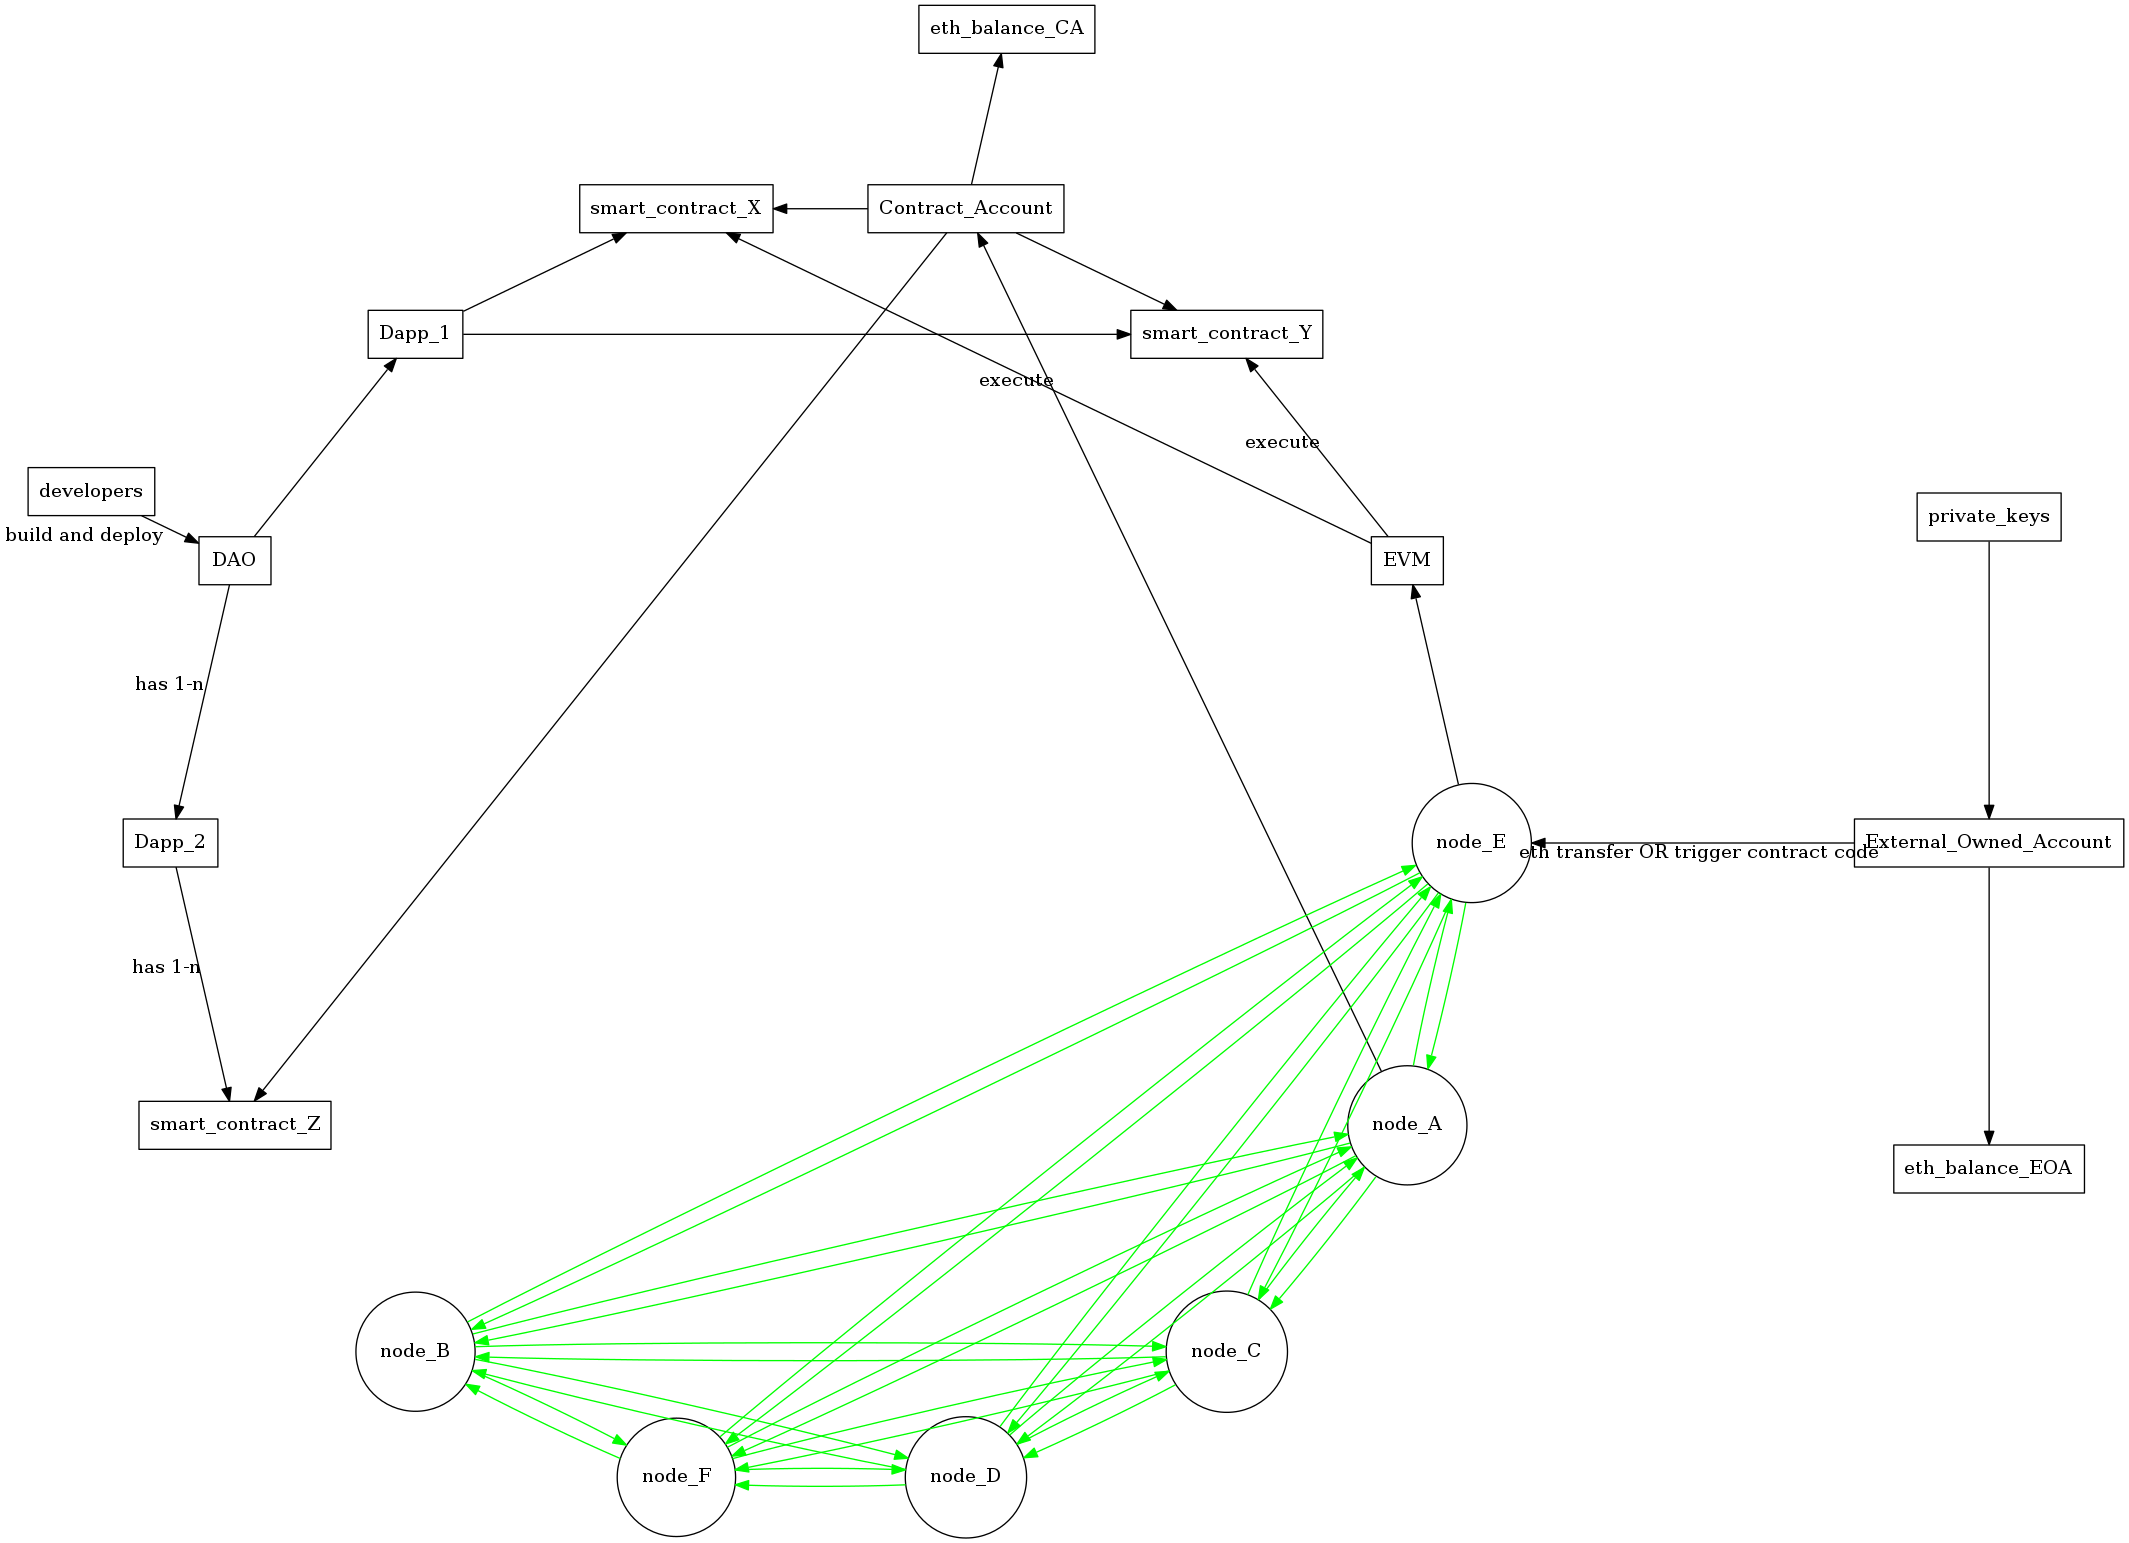 eth_balance_CA
smart_contract_X
Contract_Account
Dapp_1
smart_contract_Y
execute
execute
developers
private_keys
build and deploy
DAO
EVM
has 1-n
Dapp_2
node_E
eth transfer OR trigger contract code
External_Owned_Account
has 1-n
smart_contract_Z
node_A
eth_balance_EOA
node_B
node_C
node_F
node_D